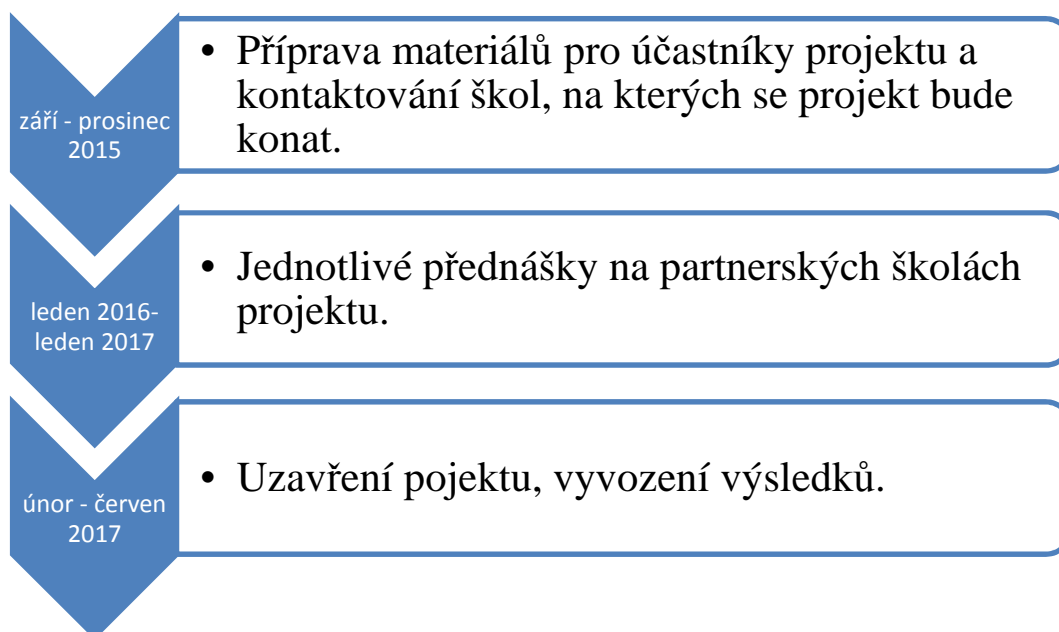 září - prosinec
2015
• Příprava materiálů pro účastníky projektu a
kontaktování škol, na kterých se projekt bude
konat.
leden 2016-
leden 2017
• Jednotlivé přednášky na partnerských školách
projektu.
únor - červen
2017
• Uzavření pojektu, vyvození výsledků.